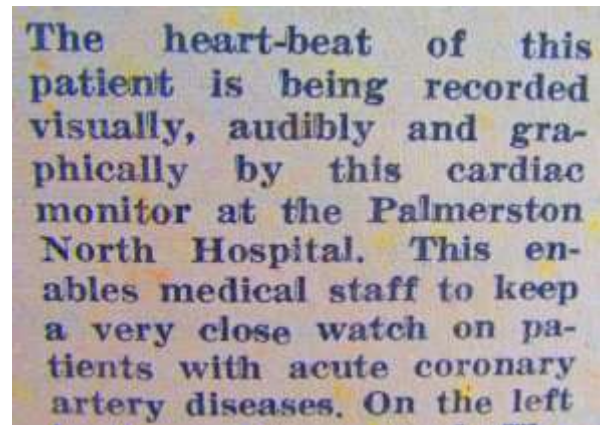 The heart-beat of this
patient is being recorded
visually, audibly and gra-
phically by this cardiac
monitor at the Palmerston
North Hospital. This en-
ables medical staff to keep
a very close watch on pa-
tients with acute coronary
artery diseases. On the left